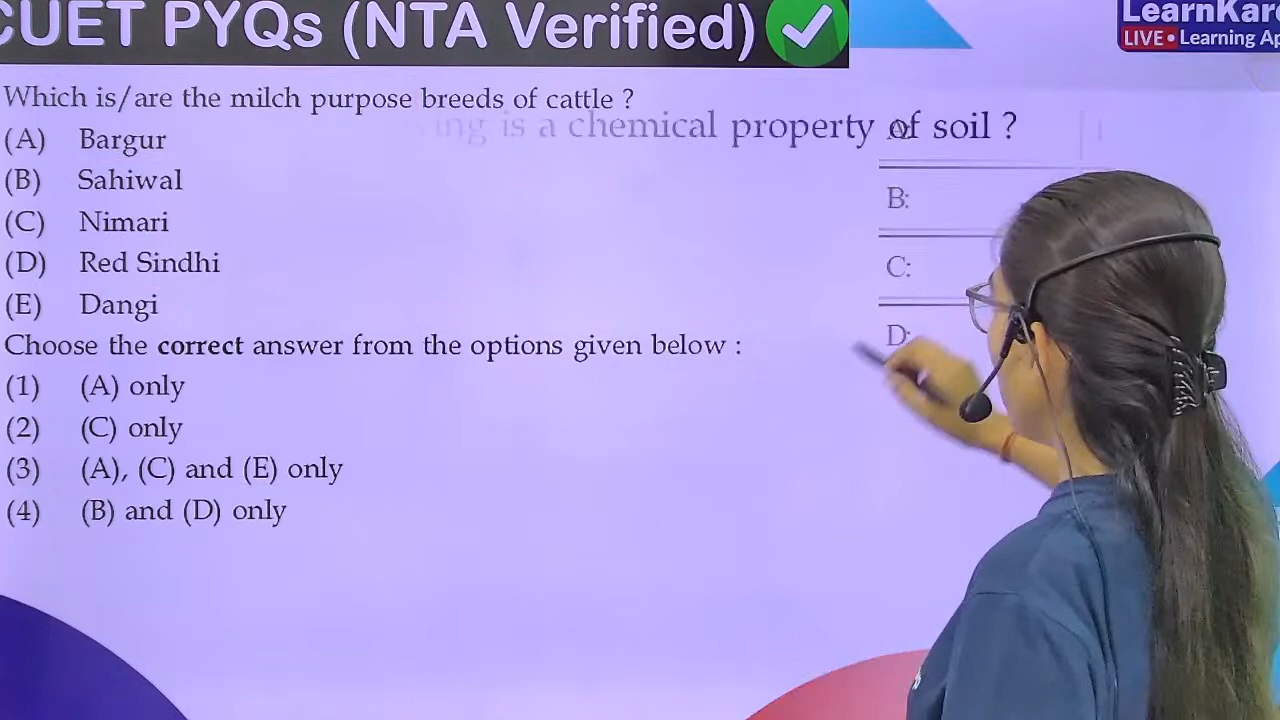 CUET PYQs (NTA Verified)
LearnKar
LIVE • Learning Ap
Which is/are the milch purpose breeds of cattle ?
ing is a chemical property of soil ?
(A) Bargur
(B) Sahiwal
(C) Nimari
(D) Red Sindhi
(E) Dangi
A:
B:
C:
D:
Choose the correct answer from the options given below :
(1) (A) only
(2) (C) only
(3) (A), (C) and (E) only
(4) (B) and (D) only